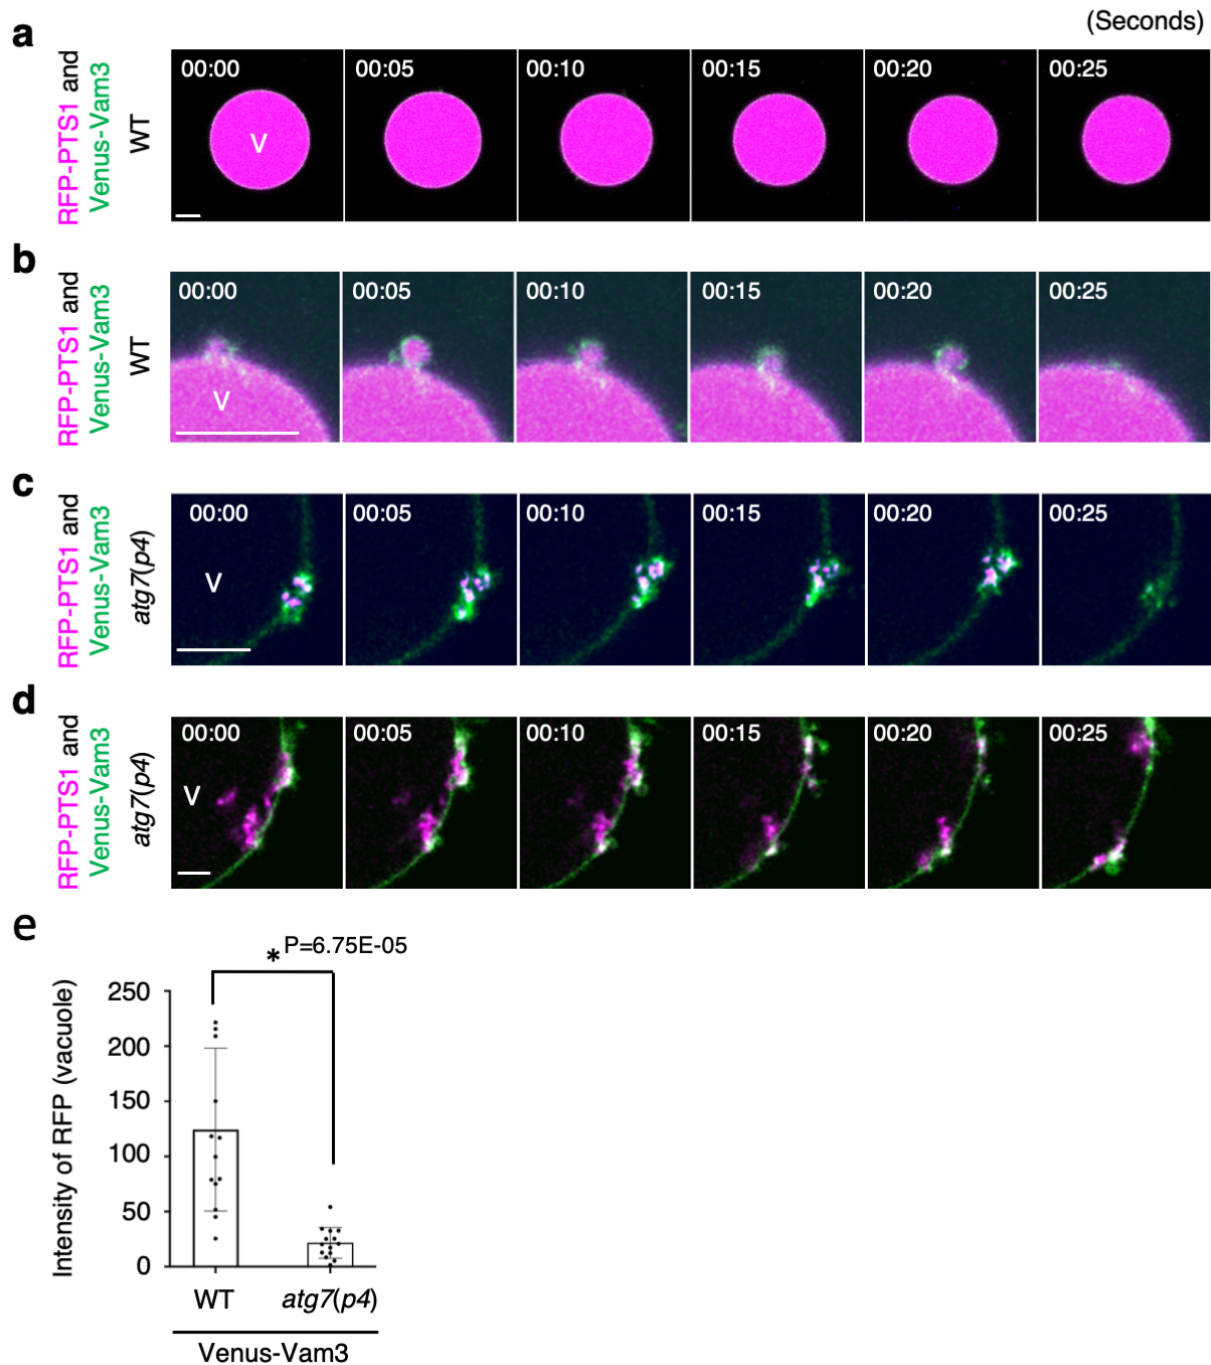 (Seconds)
a
RFP-PTS1 and
Venus-Vam3
WT
00:00
00:05
00:10
00:15
00:20
00:25
V
b
RFP-PTS1 and
Venus-Vam3
WT
00:00
00:05
00:10
00:15
00:20
00:25
V
c
RFP-PTS1 and
Venus-Vam3
atg7(p4)
00:00
00:05
00:10
00:15
00:20
00:25
V
d
RFP-PTS1 and
Venus-Vam3
atg7(p4)
00:00
00:05
00:10
00:15
00:20
00:25
V
e
* P=6.75E-05
Intensity of RFP (vacuole)
250
200
150
100
50
0
WT
atg7(p4)
Venus-Vam3